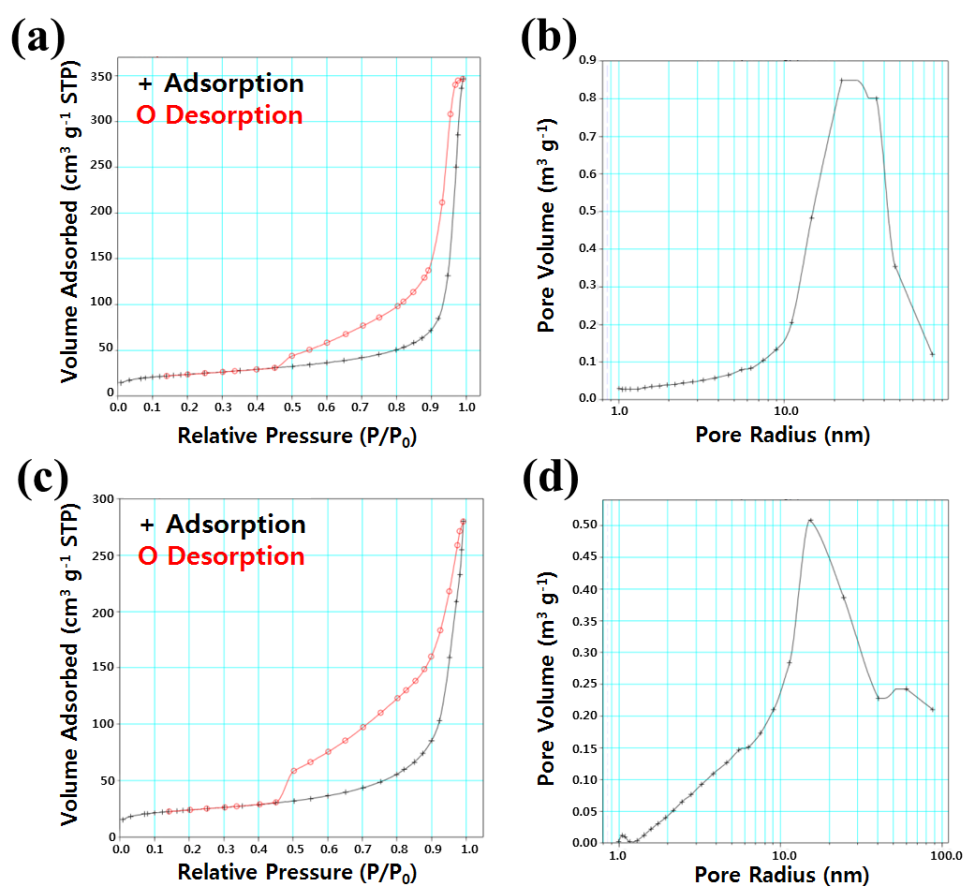 (a)
+ Adsorption
O Desorption
Volume Adsorbed (cm³ g⁻¹ STP)
350
300
250
200
150
100
50
0
0.0 0.1 0.2 0.3 0.4 0.5 0.6 0.7 0.8 0.9 1.0
Relative Pressure (P/P₀)
(b)
Pore Volume (m³ g⁻¹)
0.9
0.8
0.7
0.6
0.5
0.4
0.3
0.2
0.1
0.0
1.0 10.0
Pore Radius (nm)
(c)
+ Adsorption
O Desorption
Volume Adsorbed (cm³ g⁻¹ STP)
300
250
200
150
100
50
0
0.0 0.1 0.2 0.3 0.4 0.5 0.6 0.7 0.8 0.9 1.0
Relative Pressure (P/P₀)
(d)
Pore Volume (m³ g⁻¹)
0.50
0.45
0.40
0.35
0.30
0.25
0.20
0.15
0.10
0.05
0.00
1.0 10.0 100.0
Pore Radius (nm)